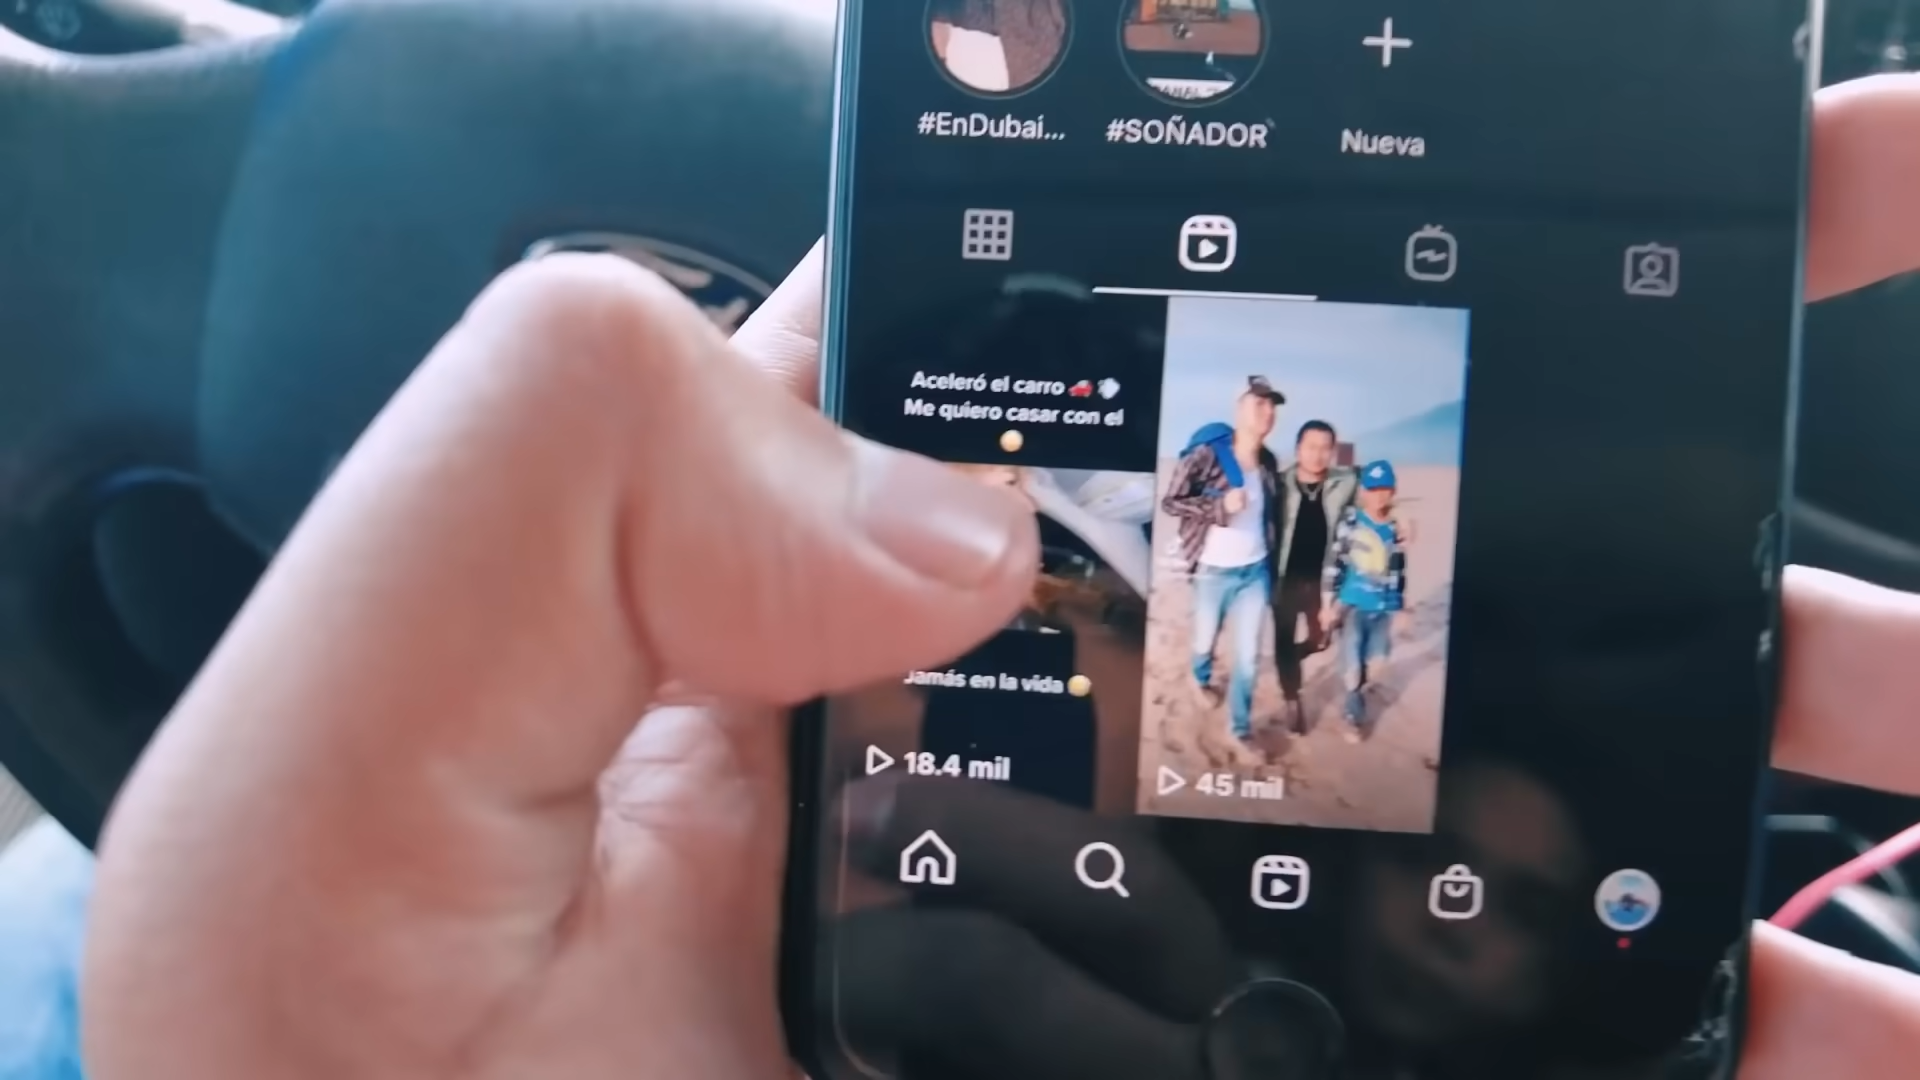 #EnDubai...
#SOÑADOR
Nueva
Aceleró el carro
Me quiero casar con el
Jamás en la vida
18.4 mil
45 mil